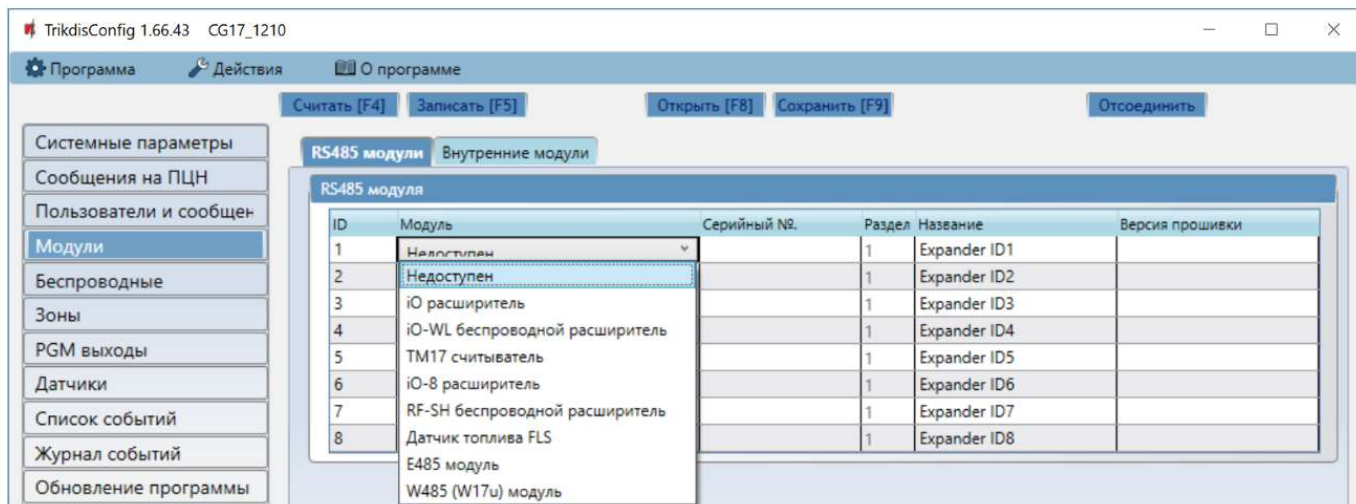 TrikdisConfig 1.66.43 CG17_1210
Программа Действия О программе
Считать [F4] Записать [F5] Открыть [F8] Сохранить [F9] Отсоединить
Системные параметры
Сообщения на ПЦН
Пользователи и сообщен
Модули
Беспроводные
Зоны
PGM выходы
Датчики
Список событий
Журнал событий
Обновление программы
RS485 модули Внутренние модули
RS485 модуля
ID Модуль Серийный №. Раздел Название Версия прошивки
1 Недоступен 1 Expander ID1
2 Недоступен 1 Expander ID2
3 iO расширитель 1 Expander ID3
4 iO-WL беспроводной расширитель 1 Expander ID4
5 TM17 считыватель 1 Expander ID5
6 iO-8 расширитель 1 Expander ID6
7 RF-SH беспроводной расширитель 1 Expander ID7
8 Датчик топлива FLS 1 Expander ID8
E485 модуль
W485 (W17u) модуль